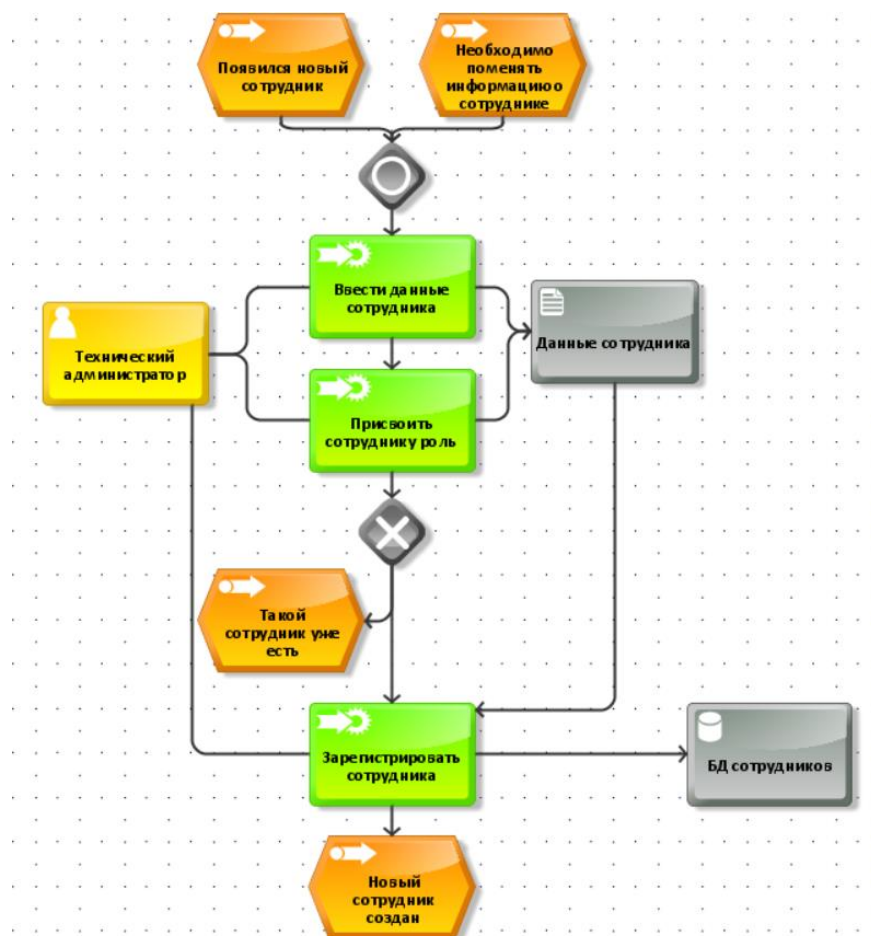 Появился новый
сотрудник
Необходимо
поменять
информацию о
сотруднике
Ввести данные
сотрудника
Технический
администратор
Данные сотрудника
Присвоить
сотруднику роль
Такой
сотрудник уже
есть
Зарегистрировать
сотрудника
БД сотрудников
Новый
сотрудник
создан